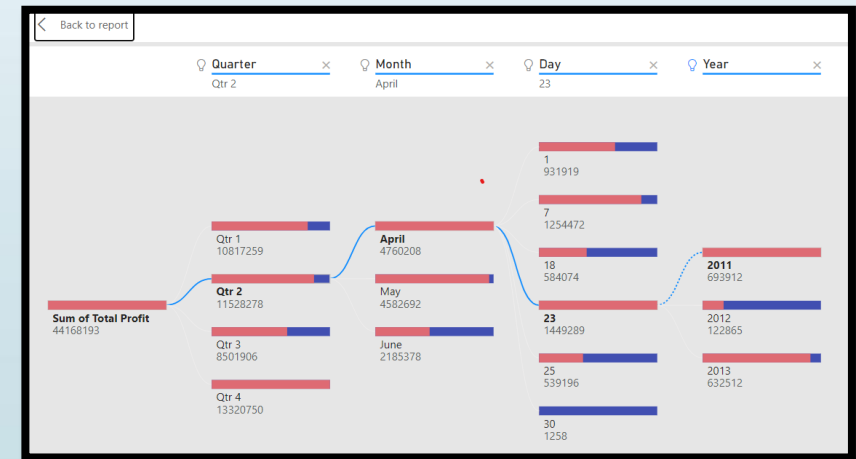 Back to report
Quarter
Qtr 2
Month
April
Day
23
Year
Sum of Total Profit
44168193
Qtr 1
10817259
Qtr 2
11528278
Qtr 3
8501906
Qtr 4
13320750
April
4760208
May
4582692
June
2185378
1
931919
7
1254472
18
584074
23
1449289
25
539196
30
1258
2011
693912
2012
122865
2013
632512